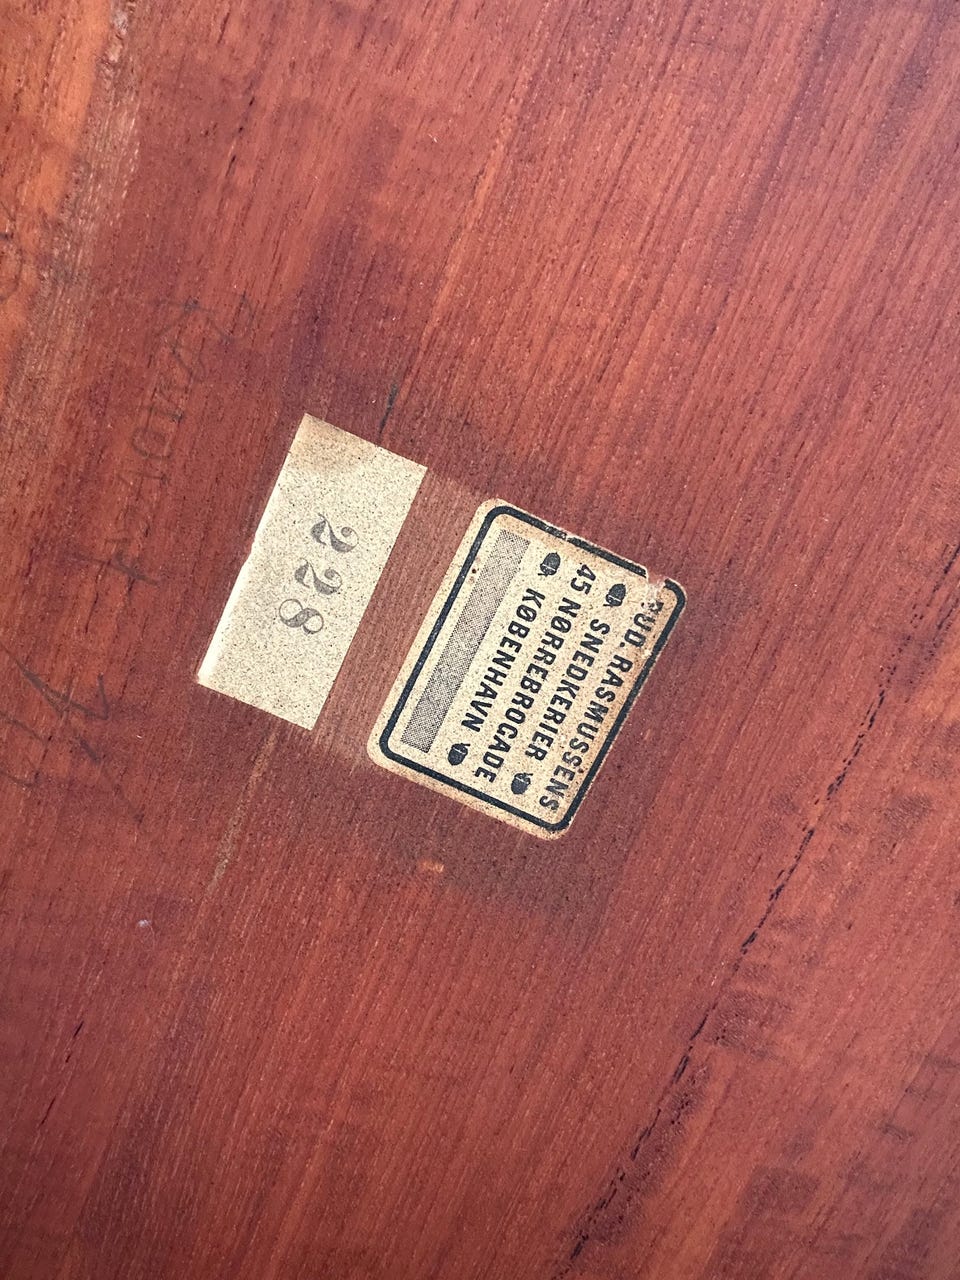 RUD. RASMUSSENS
SNEDKERIER
45 NØRREBROGADE
KØBENHAVN
228